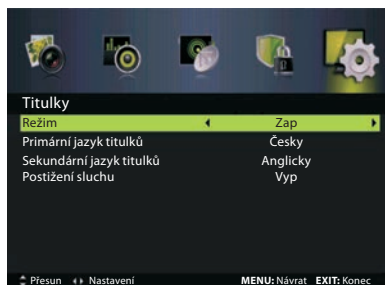 Titulky
Režim Zap
Primární jazyk titulků Česky
Sekundární jazyk titulků Anglicky
Postižení sluchu Vyp
Přesun Nastavení MENU: Návrat EXIT: Konec